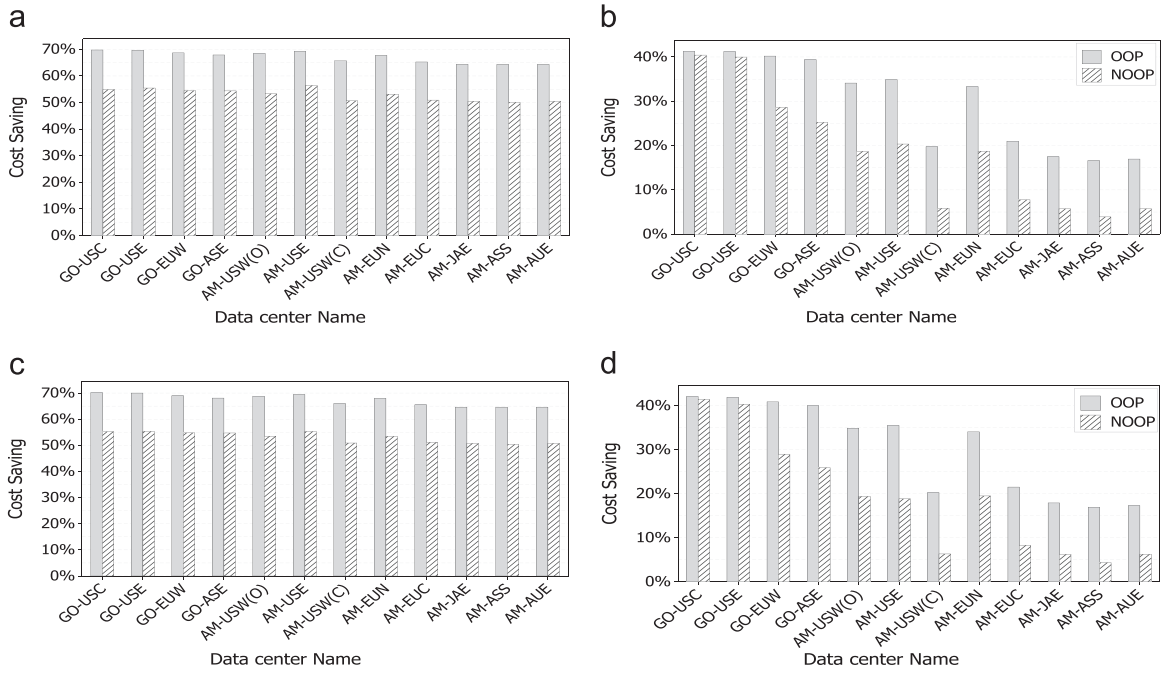 a
70%
60%
50%
40%
30%
20%
10%
0%
Cost Saving
GO-USC
GO-USE
GO-EUW
GO-ASE
AM-USW(O)
AM-USE
AM-USW(C)
AM-EUN
AM-EUC
AM-JAE
AM-ASS
AM-AUE
Data center Name
b
40%
30%
20%
10%
0%
Cost Saving
OOP
NOOP
GO-USC
GO-USE
GO-EUW
GO-ASE
AM-USW(O)
AM-USE
AM-USW(C)
AM-EUN
AM-EUC
AM-JAE
AM-ASS
AM-AUE
Data center Name
c
70%
60%
50%
40%
30%
20%
10%
0%
Cost Saving
GO-USC
GO-USE
GO-EUW
GO-ASE
AM-USW(O)
AM-USE
AM-USW(C)
AM-EUN
AM-EUC
AM-JAE
AM-ASS
AM-AUE
Data center Name
d
40%
30%
20%
10%
0%
Cost Saving
OOP
NOOP
GO-USC
GO-USE
GO-EUW
GO-ASE
AM-USW(O)
AM-USE
AM-USW(C)
AM-EUN
AM-EUC
AM-JAE
AM-ASS
AM-AUE
Data center Name